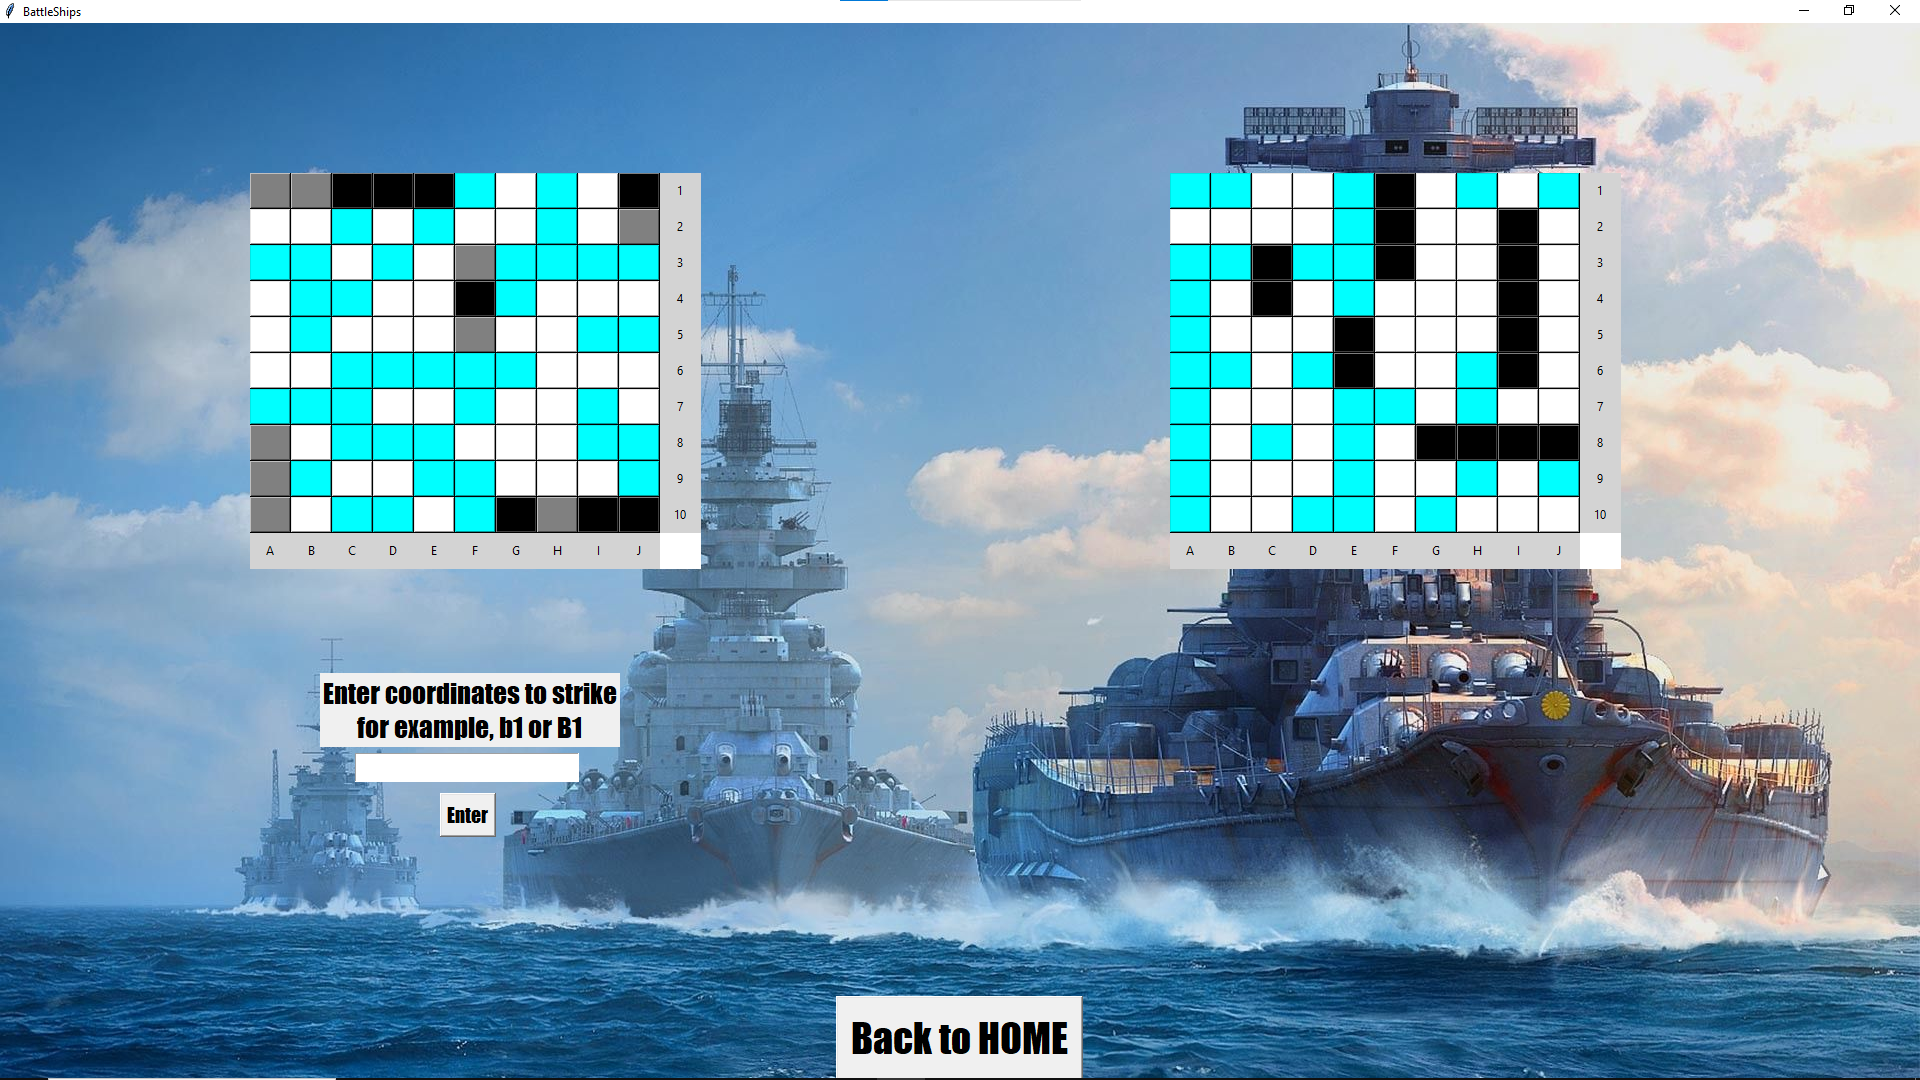 BattleShips
1
2
3
4
5
6
7
8
9
10
A B C D E F G H I J
1
2
3
4
5
6
7
8
9
10
A B C D E F G H I J
Enter coordinates to strike
for example, b1 or B1
Enter
Back to HOME